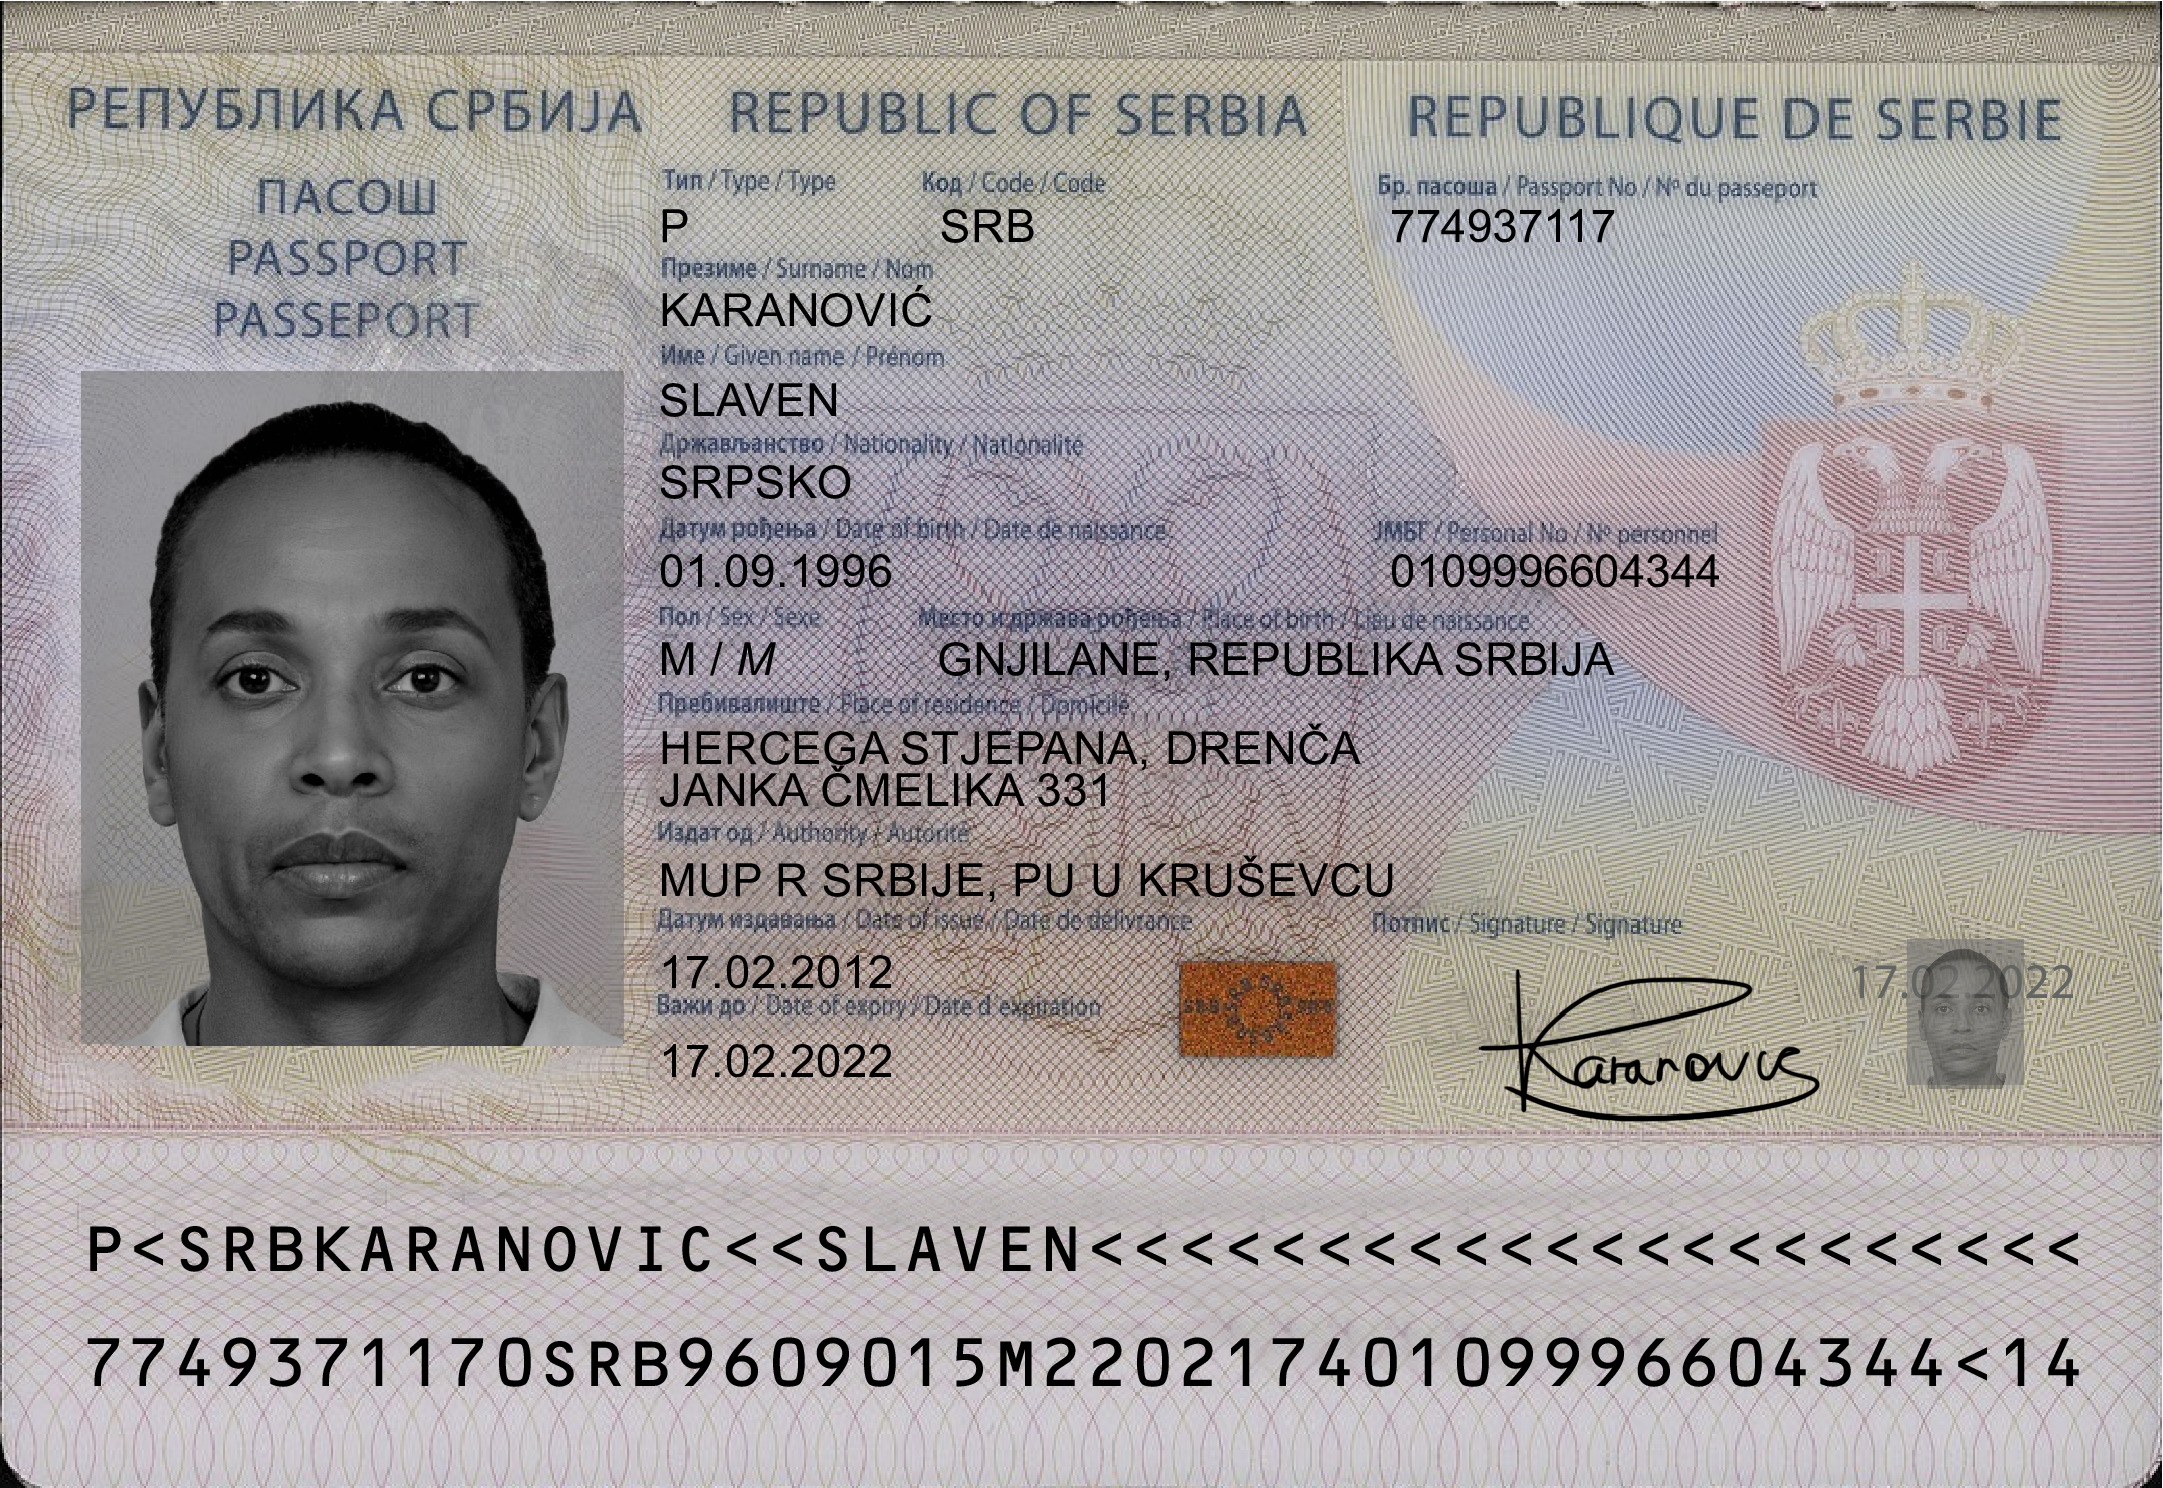 РЕПУБЛИКА СРБИЈА REPUBLIC OF SERBIA REPUBLIQUE DE SERBIE
ПАСОШ
PASSPORT
PASSEPORT
Тип / Type / Type Код / Code / Code Бр. пасоша / Passport No / Nº du passeport
P SRB 774937117
Презиме / Surname / Nom
KARANOVIĆ
Име / Given name / Prénom
SLAVEN
Држављанство / Nationality / Nationalité
SRPSKO
Датум рођења / Date of birth / Date de naissance ЈМБГ / Personal No / Nº personnel
01.09.1996 0109996604344
Пол / Sex / Sexe Место и држава рођења / Place of birth / Lieu de naissance
M / M GNJILANE, REPUBLIKA SRBIJA
Пребивалиште / Place of residence / Domicile
HERCEGA STJEPANA, DRENČA
JANKA ČMELIKA 331
Издат од / Authority / Autorité
MUP R SRBIJE, PU U KRUŠEVCU
Датум издавања / Date of issue / Date de délivrance Потпис / Signature / Signature
17.02.2012
17.02.2022
Важи до / Date of expiry / Date d expiration
Karanovic
17.02.2022
P<SRBKARANOVIC<<SLAVEN<<<<<<<<<<<<<<<<<<<<<<
7749371170SRB9609015M22021740109996604344<14